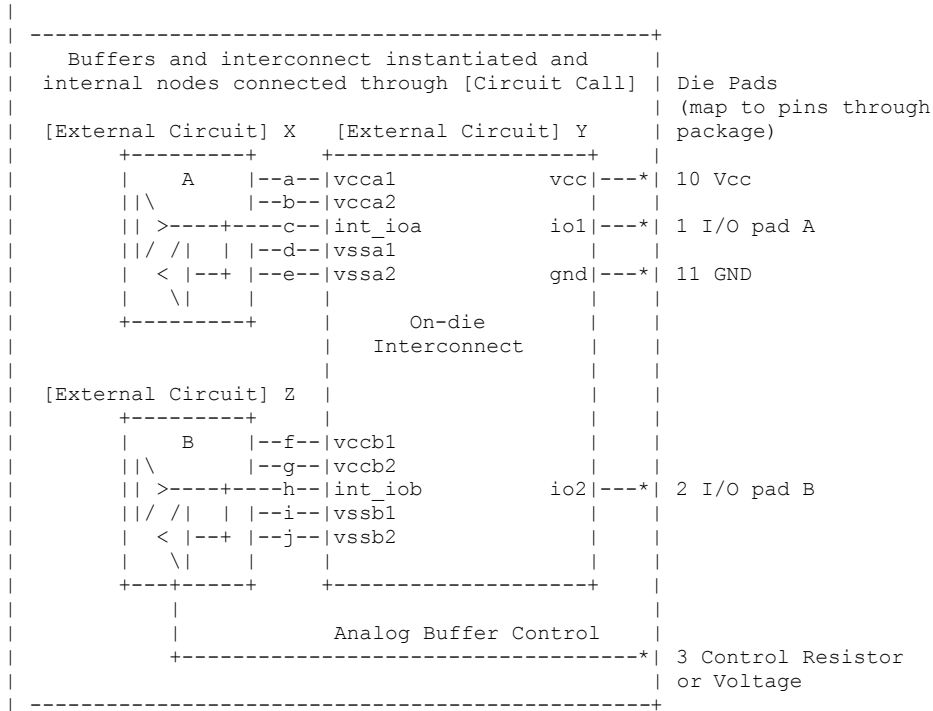 |
| -------------------------------------------------+
|    Buffers and interconnect instantiated and     |
|  internal nodes connected through [Circuit Call] | Die Pads
|                                                  | (map to pins through
|  [External Circuit] X   [External Circuit] Y     | package)
|        +---------+     +--------------------+    |
|        |    A    |--a--|vcca1            vcc|---*| 10 Vcc
|        ||\       |--b--|vcca2               |    |
|        || >----+----c--|int_ioa          io1|---*| 1 I/O pad A
|        ||/ /|  | |--d--|vssa1               |    |
|        |  < |--+ |--e--|vssa2            gnd|---*| 11 GND
|        |   \|    |     |                    |    |
|        +---------+     |      On-die        |    |
|                        |   Interconnect     |    |
|                        |                    |    |
|  [External Circuit] Z  |                    |    |
|        +---------+     |                    |    |
|        |    B    |--f--|vccb1               |    |
|        ||\       |--g--|vccb2               |    |
|        || >----+----h--|int_iob          io2|---*| 2 I/O pad B
|        ||/ /|  | |--i--|vssb1               |    |
|        |  < |--+ |--j--|vssb2               |    |
|        |   \|    |     |                    |    |
|        +---+-----+     +--------------------+    |
|            |                                     |
|            |            Analog Buffer Control    |
|            +------------------------------------*| 3 Control Resistor
|                                                  | or Voltage
| -------------------------------------------------+